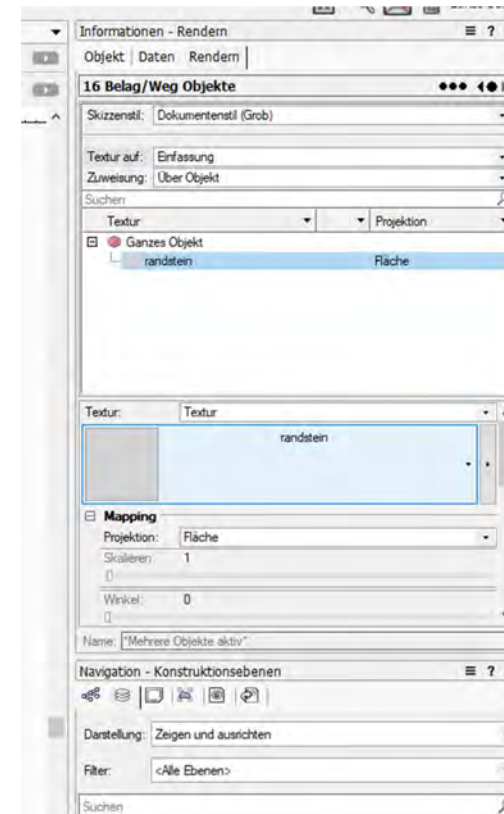 Informationen - Rendern ≡ ?
Objekt Daten Rendern
16 Belag/Weg Objekte
Skizzenstil: Dokumentenstil (Grob)
Textur auf: Einfassung
Zuweisung: Über Objekt
Suchen
Textur Projektion
Ganzes Objekt
randstein Fläche
Textur: Textur
randstein
Mapping
Projektion: Fläche
Skalieren: 1
Winkel: 0
Name: "Mehrere Objekte aktiv"
Navigation - Konstruktionsebenen ≡ ?
Darstellung: Zeigen und ausrichten
Filter: <Alle Ebenen>
Suchen